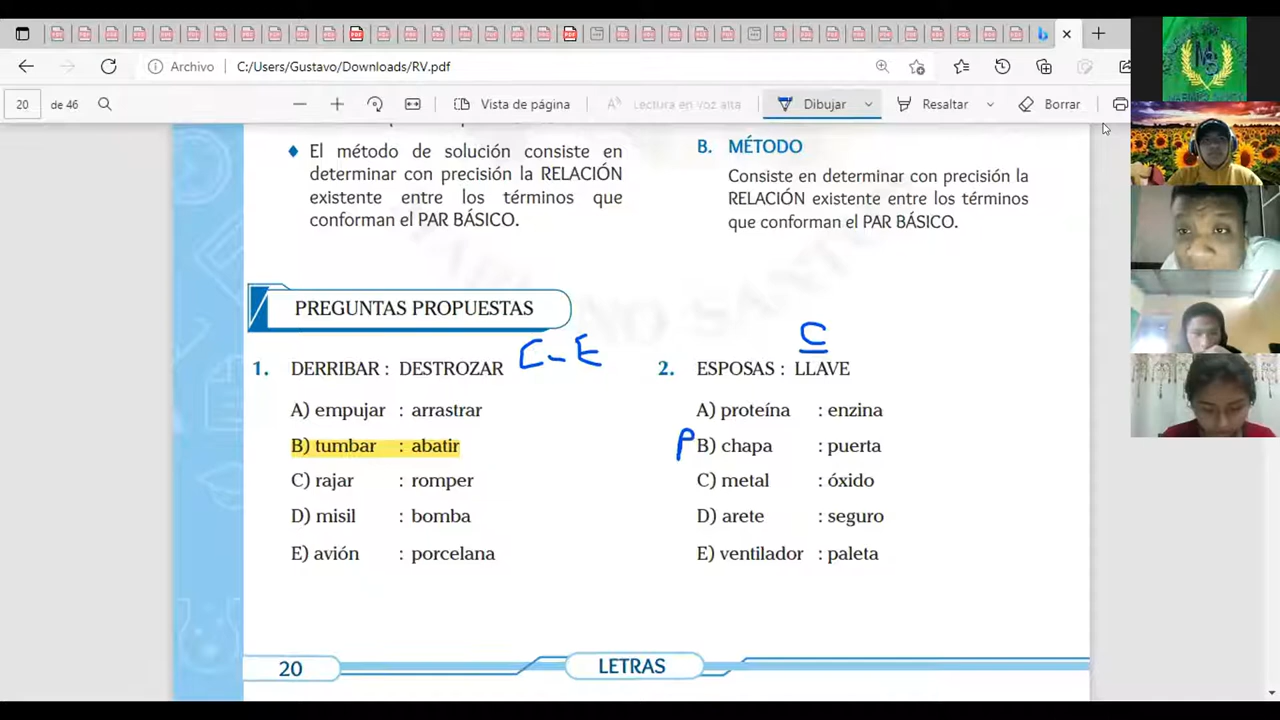 Archivo C:/Users/Gustavo/Downloads/RV.pdf
20 de 46 Vista de página Lectura en voz alta Dibujar Resaltar Borrar
El método de solución consiste en
determinar con precisión la RELACIÓN
existente entre los términos que
conforman el PAR BÁSICO.
B. MÉTODO
Consiste en determinar con precisión la
RELACIÓN existente entre los términos
que conforman el PAR BÁSICO.
PREGUNTAS PROPUESTAS
C-E
1. DERRIBAR : DESTROZAR
A) empujar : arrastrar
B) tumbar : abatir
C) rajar : romper
D) misil : bomba
E) avión : porcelana
C
2. ESPOSAS : LLAVE
A) proteína : enzina
P B) chapa : puerta
C) metal : óxido
D) arete : seguro
E) ventilador : paleta
20 LETRAS